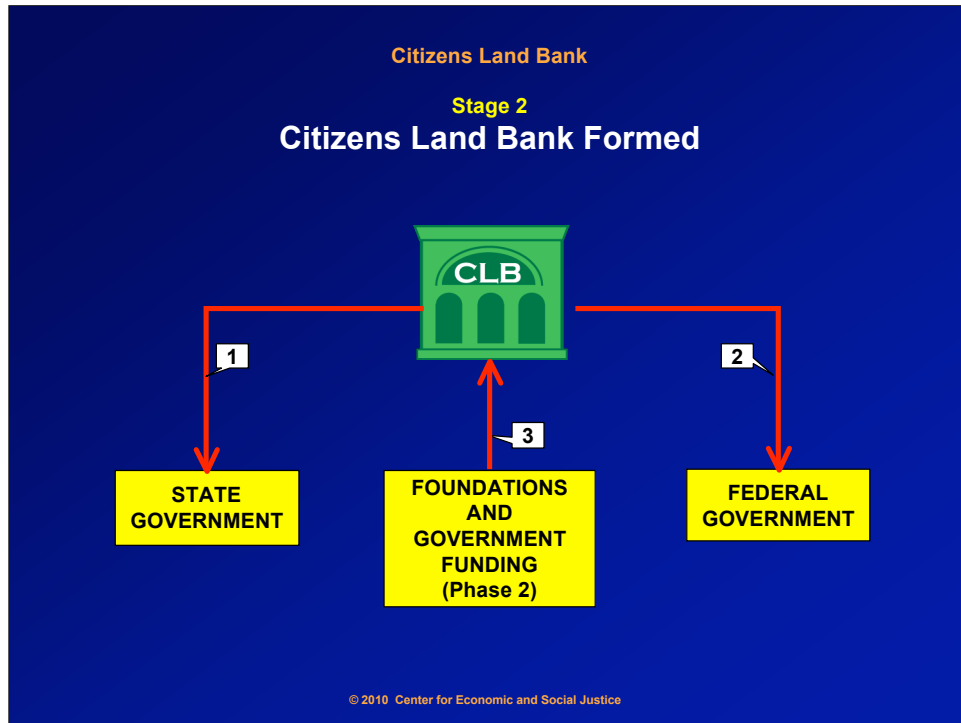 Citizens Land Bank
Stage 2
Citizens Land Bank Formed
CLB
1
2
3
STATE
GOVERNMENT
FOUNDATIONS
AND
GOVERNMENT
FUNDING
(Phase 2)
FEDERAL
GOVERNMENT
© 2010 Center for Economic and Social Justice